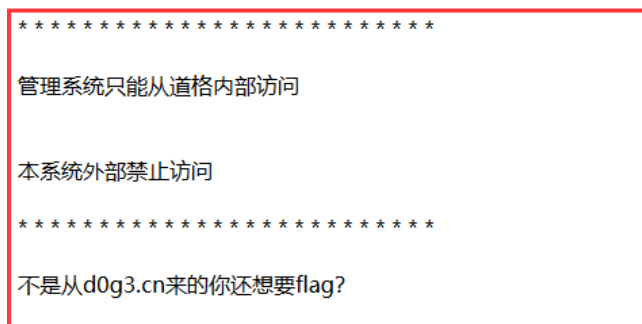 * * * * * * * * * * * * * * * * * * * * * * * * * *
管理系统只能从道格内部访问
本系统外部禁止访问
* * * * * * * * * * * * * * * * * * * * * * * * * *
不是从d0g3.cn来的你还想要flag?